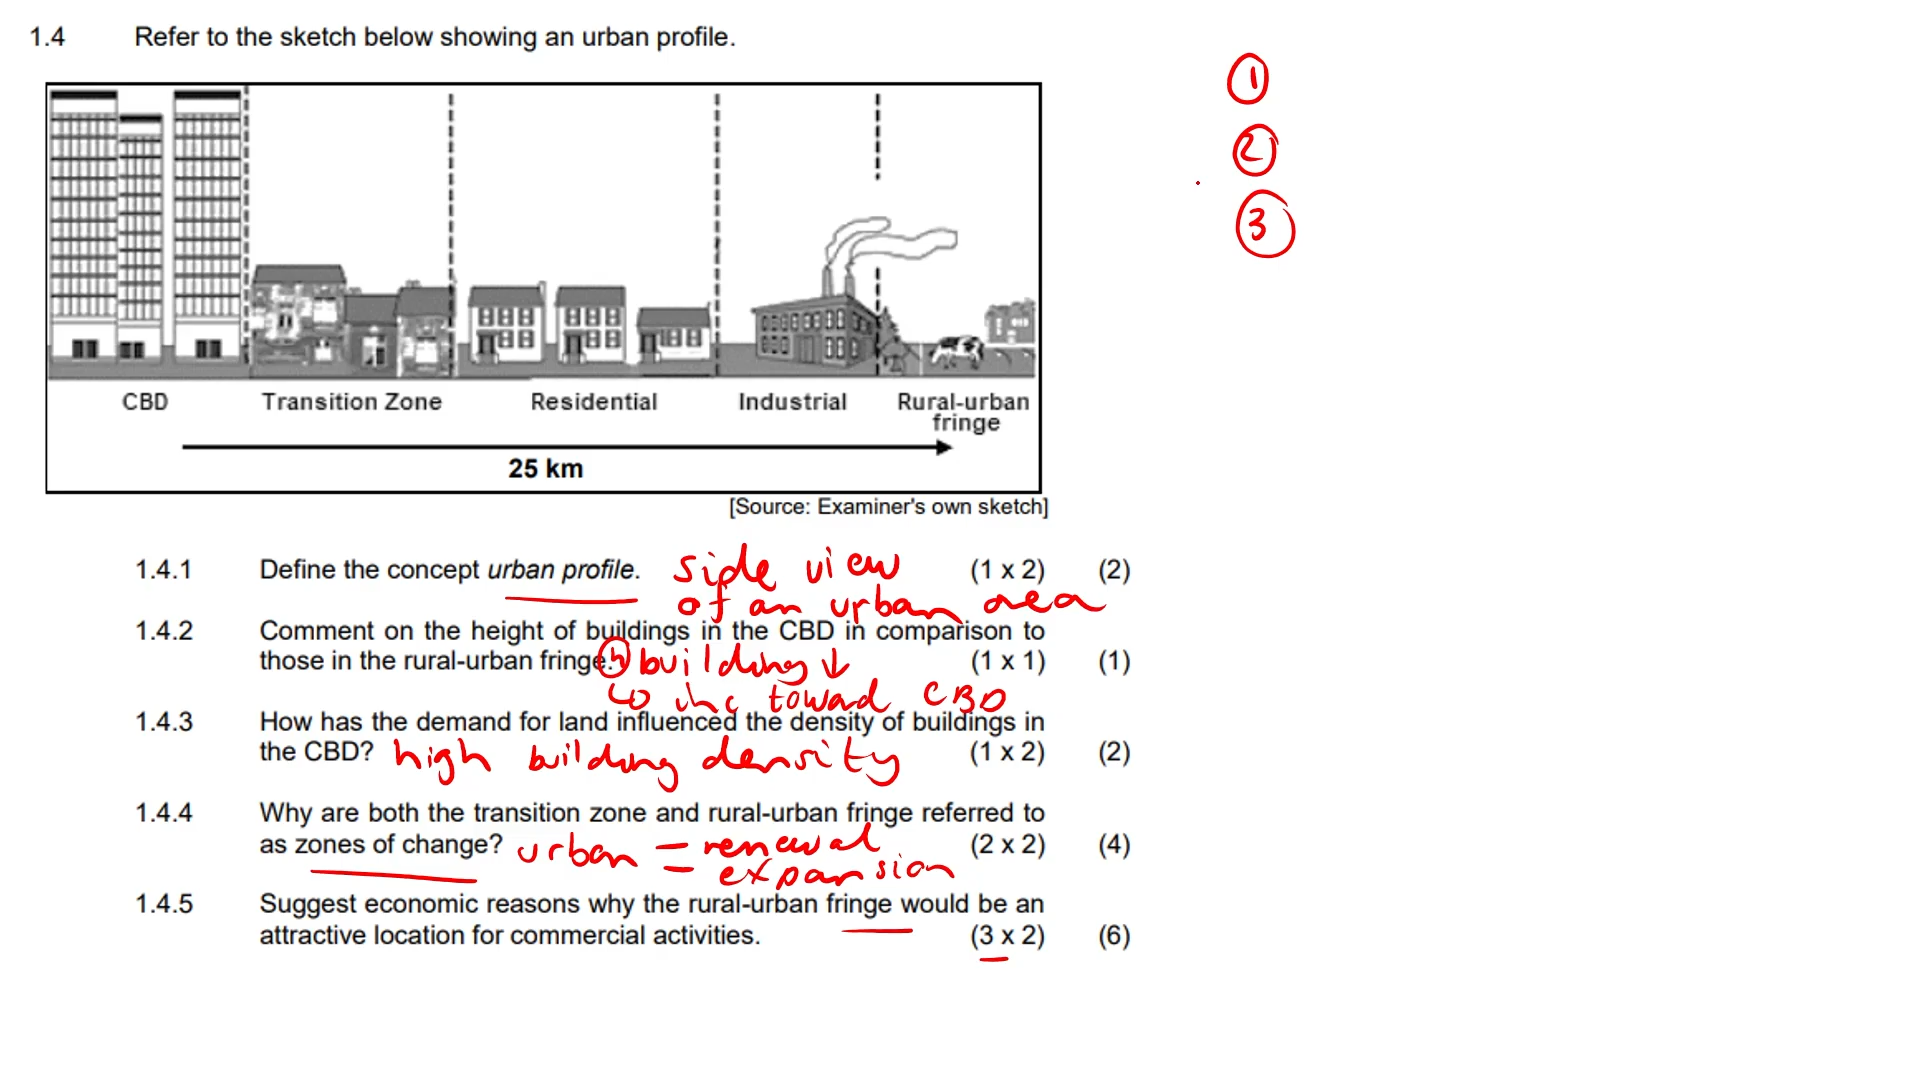 1.4 Refer to the sketch below showing an urban profile.
CBD Transition Zone Residential Industrial Rural-urban
fringe
25 km
[Source: Examiner's own sketch]
1
2
3
1.4.1 Define the concept urban profile. side view (1 x 2) (2)
of an urban area
1.4.2 Comment on the height of buildings in the CBD in comparison to
those in the rural-urban fringe. h building ↓ (1 x 1) (1)
↳ inc toward CBD
1.4.3 How has the demand for land influenced the density of buildings in
the CBD? high building density (1 x 2) (2)
1.4.4 Why are both the transition zone and rural-urban fringe referred to
as zones of change? urban = renewal (2 x 2) (4)
= expansion
1.4.5 Suggest economic reasons why the rural-urban fringe would be an
attractive location for commercial activities. (3 x 2) (6)